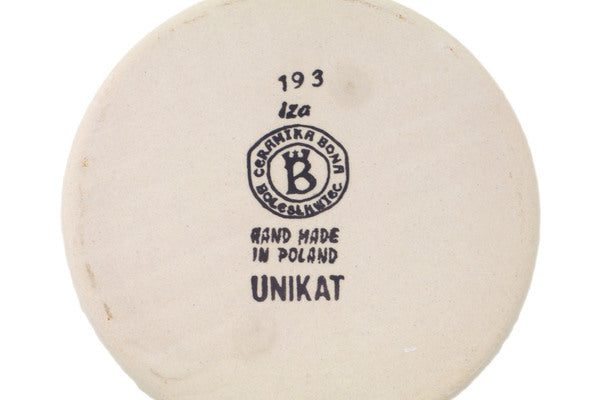 193
Iza
CERAMIKA BONA
B
BOLESŁAWIEC
HAND MADE
IN POLAND
UNIKAT